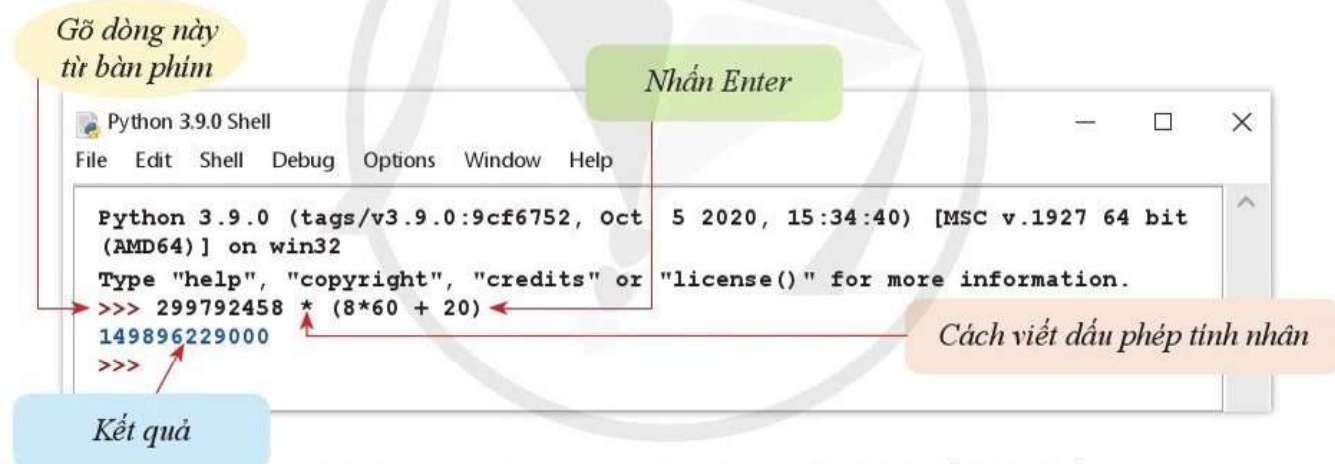 Gõ dòng này
từ bàn phím
Nhấn Enter
Python 3.9.0 Shell
File Edit Shell Debug Options Window Help
Python 3.9.0 (tags/v3.9.0:9cf6752, Oct 5 2020, 15:34:40) [MSC v.1927 64 bit
(AMD64)] on win32
Type "help", "copyright", "credits" or "license()" for more information.
>>> 299792458 * (8*60 + 20)
149896229000
>>>
Cách viết dấu phép tính nhân
Kết quả